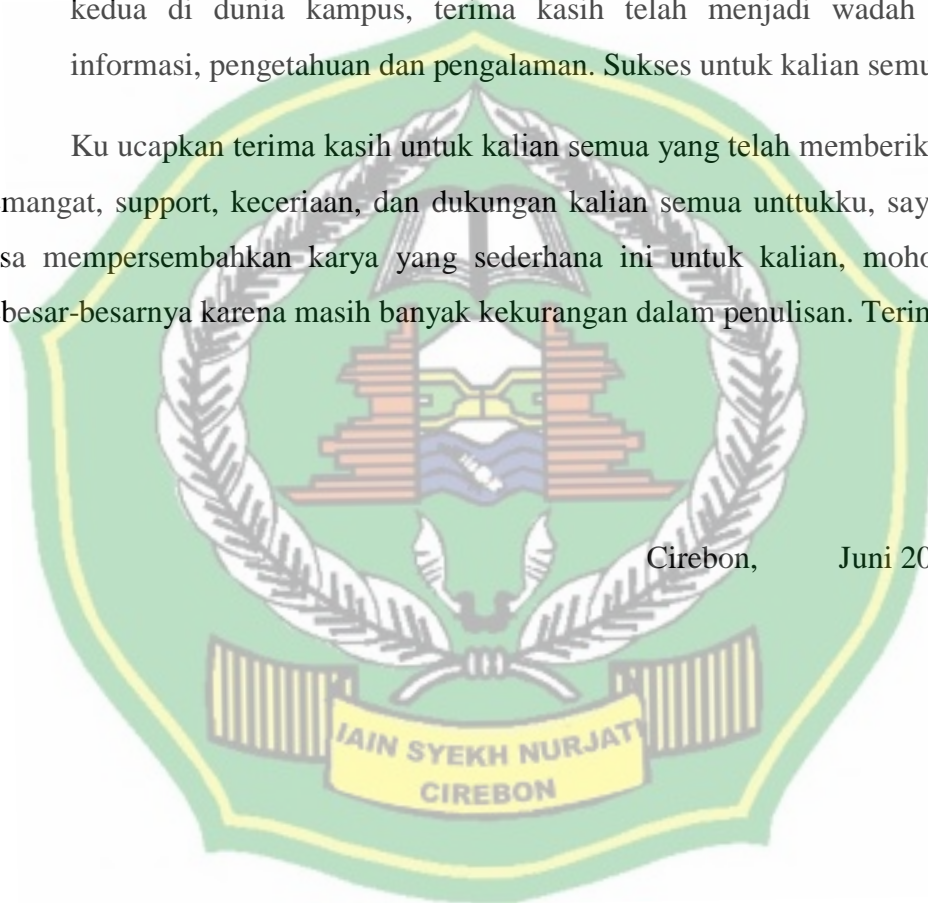 kedua di dunia kampus, terima kasih telah menjadi wadah
informasi, pengetahuan dan pengalaman. Sukses untuk kalian semu
Ku ucapkan terima kasih untuk kalian semua yang telah memberik
mangat, support, keceriaan, dan dukungan kalian semua unttukku, say
sa mempersembahkan karya yang sederhana ini untuk kalian, moho
besar-besarnya karena masih banyak kekurangan dalam penulisan. Terin
Cirebon, Juni 20
IAIN SYEKH NURJATI
CIREBON